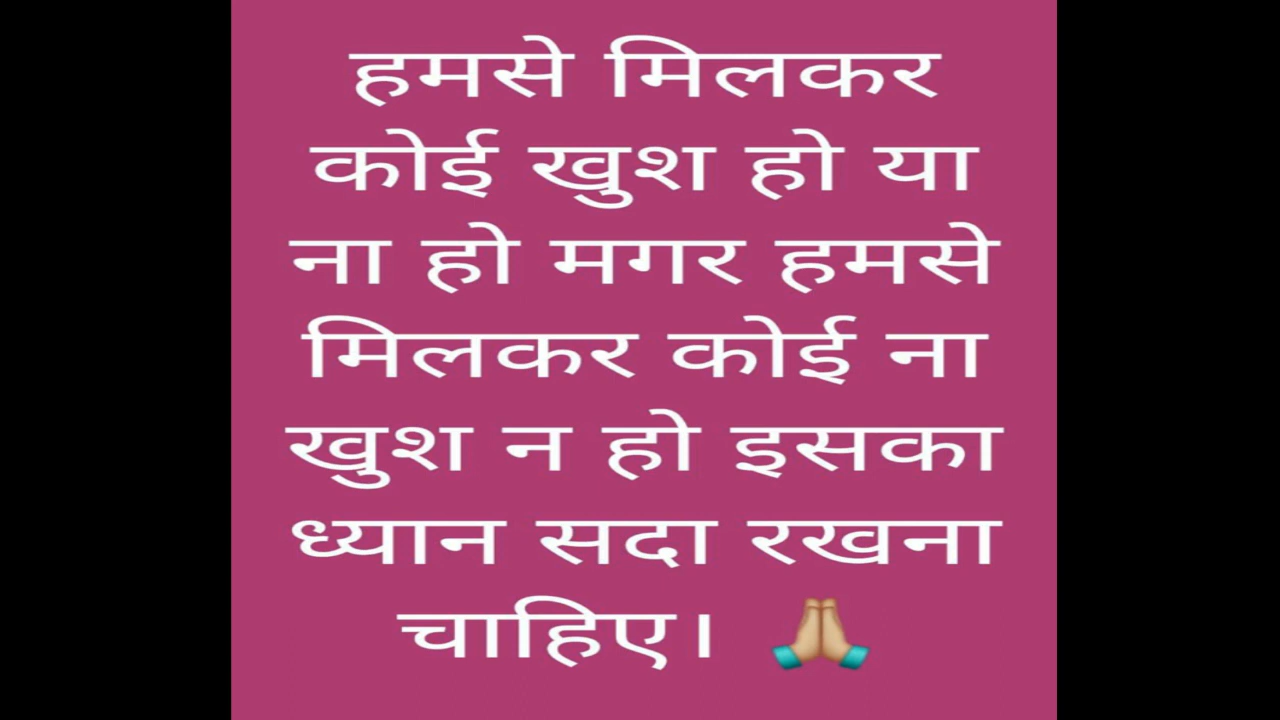 हमसे मिलकर
कोई खुश हो या
ना हो मगर हमसे
मिलकर कोई ना
खुश न हो इसका
ध्यान सदा रखना
चाहिए। 🙏🏼